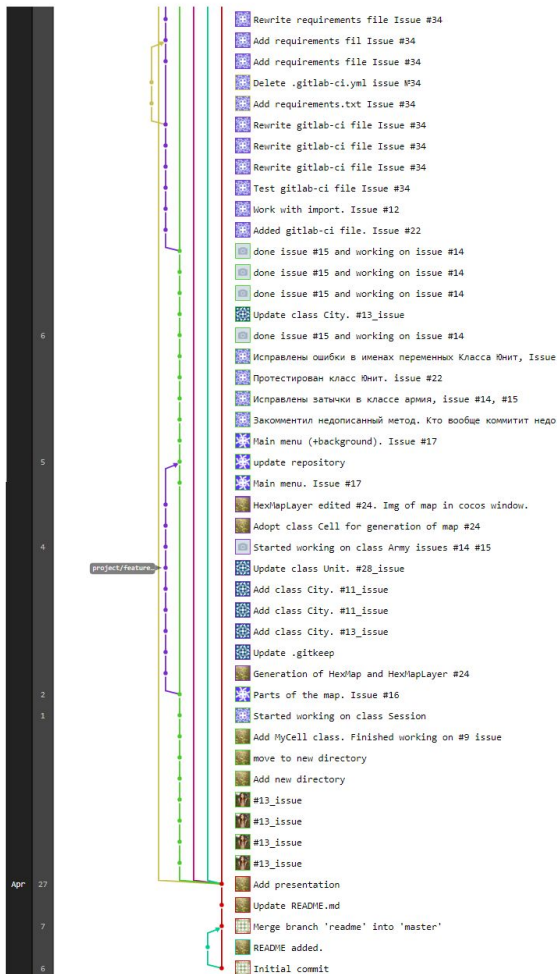 Rewrite requirements file Issue #34
Add requirements fil Issue #34
Add requirements file Issue #34
Delete .gitlab-ci.yml issue №34
Add requirements.txt Issue #34
Rewrite gitlab-ci file Issue #34
Rewrite gitlab-ci file Issue #34
Rewrite gitlab-ci file Issue #34
Test gitlab-ci file Issue #34
Work with import. Issue #12
Added gitlab-ci file. Issue #22
done issue #15 and working on issue #14
done issue #15 and working on issue #14
done issue #15 and working on issue #14
Update class City. #13_issue
6 done issue #15 and working on issue #14
Исправлены ошибки в именах переменных Класса Юнит, Issue
Протестирован класс Юнит. issue #22
Исправлены затычки в классе армия, issue #14, #15
Закомментил недописанный метод. Кто вообще коммитит недо
Main menu (+background). Issue #17
5 update repository
Main menu. Issue #17
HexMapLayer edited #24. Img of map in cocos window.
Adopt class Cell for generation of map #24
4 Started working on class Army issues #14 #15
project/feature… Update class Unit. #28_issue
Add class City. #11_issue
Add class City. #11_issue
Add class City. #13_issue
Update .gitkeep
Generation of HexMap and HexMapLayer #24
2 Parts of the map. Issue #16
1 Started working on class Session
Add MyCell class. Finished working on #9 issue
move to new directory
Add new directory
#13_issue
#13_issue
#13_issue
#13_issue
Apr 27 Add presentation
Update README.md
7 Merge branch 'readme' into 'master'
README added.
6 Initial commit